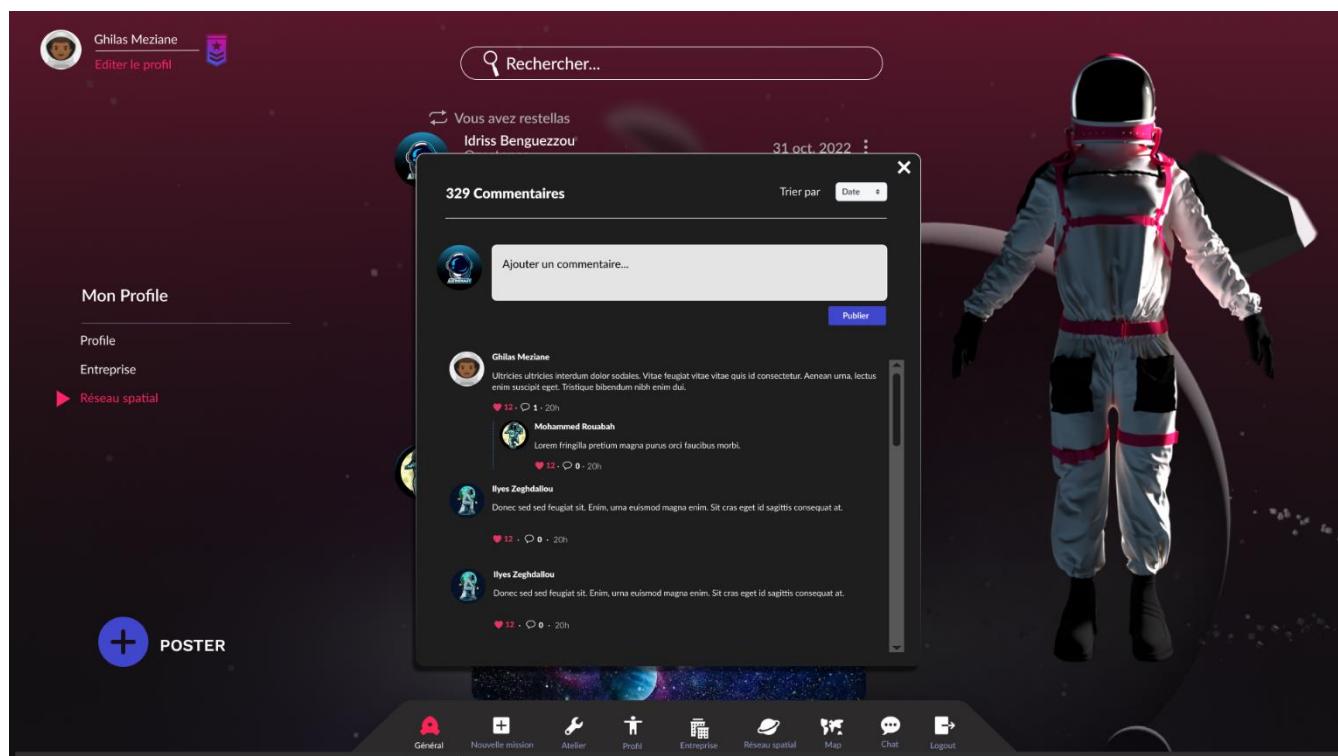 Ghilas Meziane
Editer le profil
Rechercher...
Vous avez restellas
Idriss Benguezzou
31 oct. 2022
329 Commentaires
Trier par
Date
Ajouter un commentaire...
Publier
Mon Profile
Profile
Entreprise
Réseau spatial
Ghilas Meziane
Ultricies ultricies interdum dolor sodales. Vitae feugiat vitae vitae quis id consectetur. Aenean urna, lectus
enim suscipit eget. Tristique bibendum nibh enim dui.
12 · 1 · 20h
Mohammed Rouabah
Lorem fringilla pretium magna purus orci faucibus morbi.
12 · 0 · 20h
Ilyes Zeghdallou
Donec sed sed feugiat sit. Enim, urna euismod magna enim. Sit cras eget id sagittis consequat at.
12 · 0 · 20h
Ilyes Zeghdallou
Donec sed sed feugiat sit. Enim, urna euismod magna enim. Sit cras eget id sagittis consequat at.
12 · 0 · 20h
POSTER
Général
Nouvelle mission
Atelier
Profil
Entreprise
Réseau spatial
Map
Chat
Logout